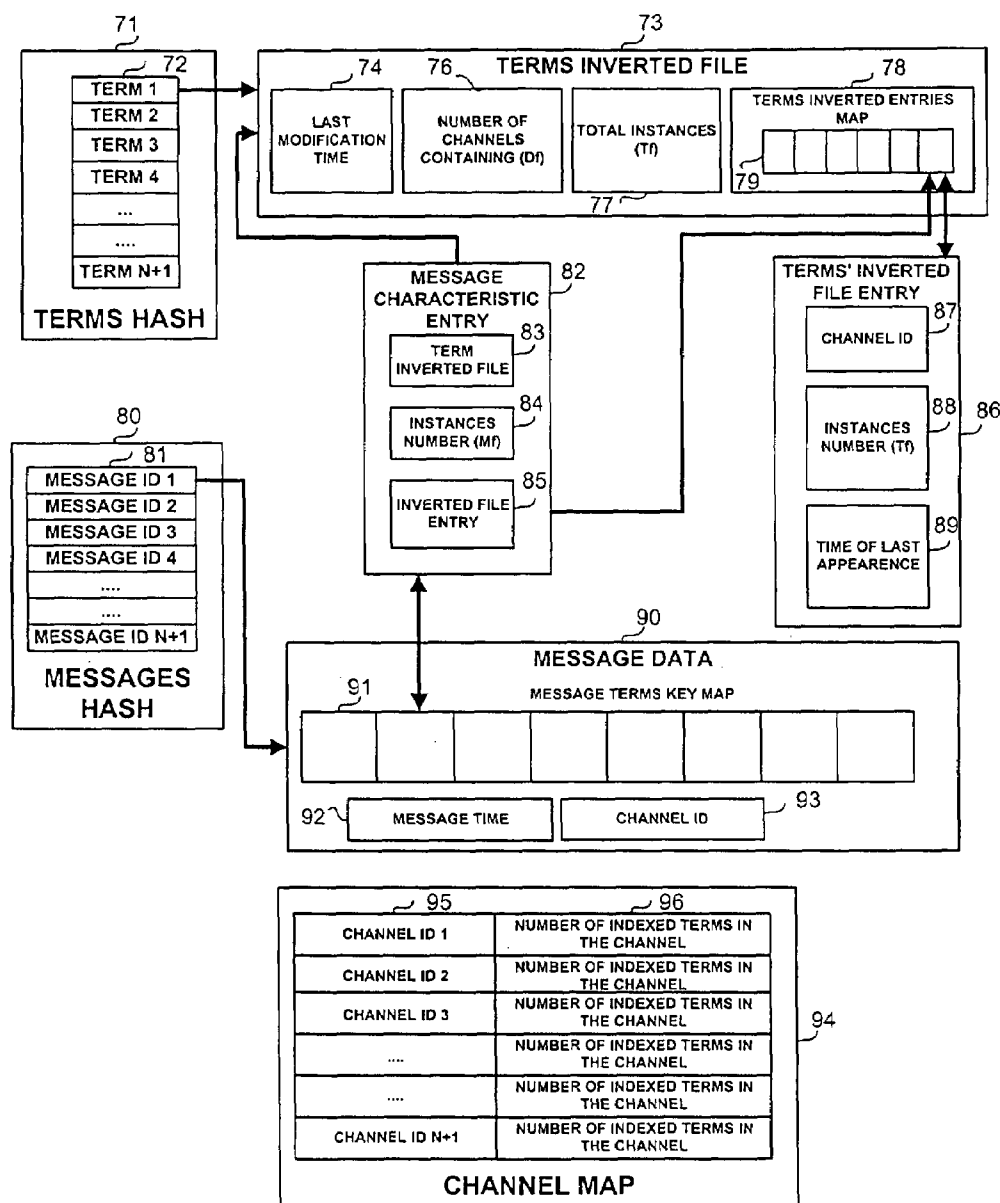 71
72
TERM 1
TERM 2
TERM 3
TERM 4
...
....
TERM N+1
TERMS HASH
73
TERMS INVERTED FILE
74
LAST
MODIFICATION
TIME
76
NUMBER OF
CHANNELS
CONTAINING (Df)
TOTAL INSTANCES
(Tf)
77
78
TERMS INVERTED ENTRIES
MAP
79
MESSAGE
CHARACTERISTIC
ENTRY
82
83
TERM
INVERTED FILE
84
INSTANCES
NUMBER (Mf)
85
INVERTED FILE
ENTRY
TERMS' INVERTED
FILE ENTRY
87
CHANNEL ID
88
INSTANCES
NUMBER (Tf)
86
89
TIME OF LAST
APPEARENCE
80
81
MESSAGE ID 1
MESSAGE ID 2
MESSAGE ID 3
MESSAGE ID 4
....
....
MESSAGE ID N+1
MESSAGES
HASH
90
MESSAGE DATA
MESSAGE TERMS KEY MAP
91
92
MESSAGE TIME
93
CHANNEL ID
95
96
CHANNEL ID 1
NUMBER OF INDEXED TERMS IN
THE CHANNEL
CHANNEL ID 2
NUMBER OF INDEXED TERMS IN
THE CHANNEL
CHANNEL ID 3
NUMBER OF INDEXED TERMS IN
THE CHANNEL
....
NUMBER OF INDEXED TERMS IN
THE CHANNEL
....
NUMBER OF INDEXED TERMS IN
THE CHANNEL
CHANNEL ID N+1
NUMBER OF INDEXED TERMS IN
THE CHANNEL
94
CHANNEL MAP